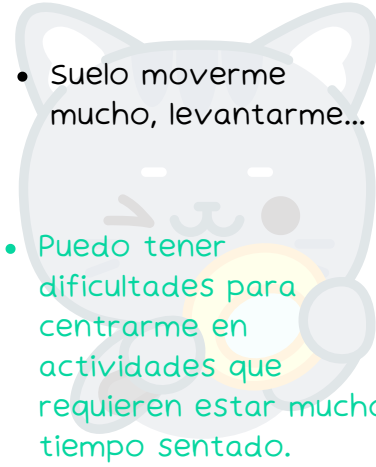 • Suelo moverme
mucho, levantarme...
• Puedo tener
dificultades para
centrarme en
actividades que
requieren estar mucho
tiempo sentado.